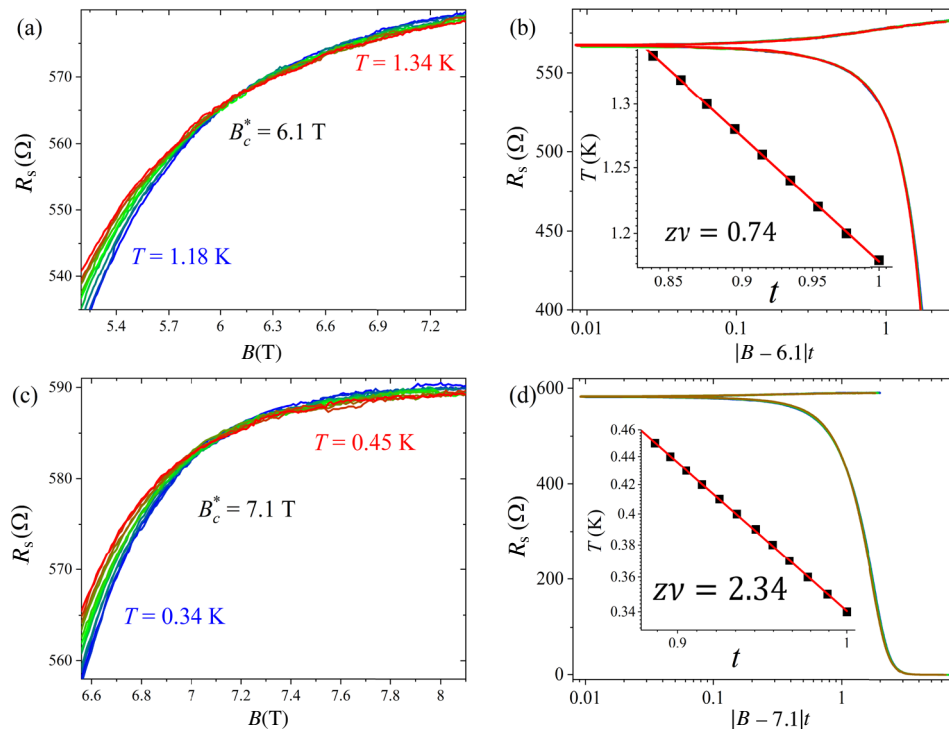 (a)
580
570
560
550
540
R_s (Ω)
T = 1.34 K
B_c^* = 6.1 T
T = 1.18 K
5.4 5.7 6 6.3 6.6 6.9 7.2
B(T)
(b)
550
500
450
400
R_s (Ω)
1.3
1.25
1.2
T (K)
zν = 0.74
0.85 0.9 0.95 1
t
0.01 0.1 1
|B − 6.1|t
(c)
590
580
570
560
R_s (Ω)
T = 0.45 K
B_c^* = 7.1 T
T = 0.34 K
6.6 6.8 7 7.2 7.4 7.6 7.8 8
B(T)
(d)
600
300
0
R_s (Ω)
0.46
0.44
0.42
0.4
0.38
0.36
0.34
T (K)
zν = 2.34
0.9 1
t
0.01 0.1 1
|B − 7.1|t